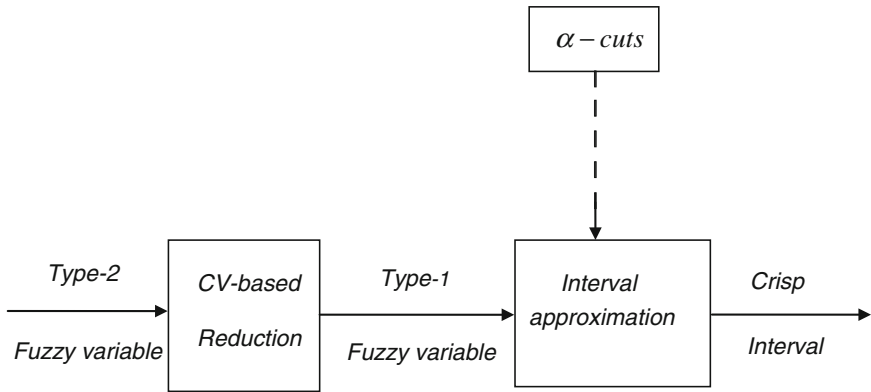 α – cuts
Type-2
Fuzzy variable
CV-based
Reduction
Type-1
Fuzzy variable
Interval
approximation
Crisp
Interval